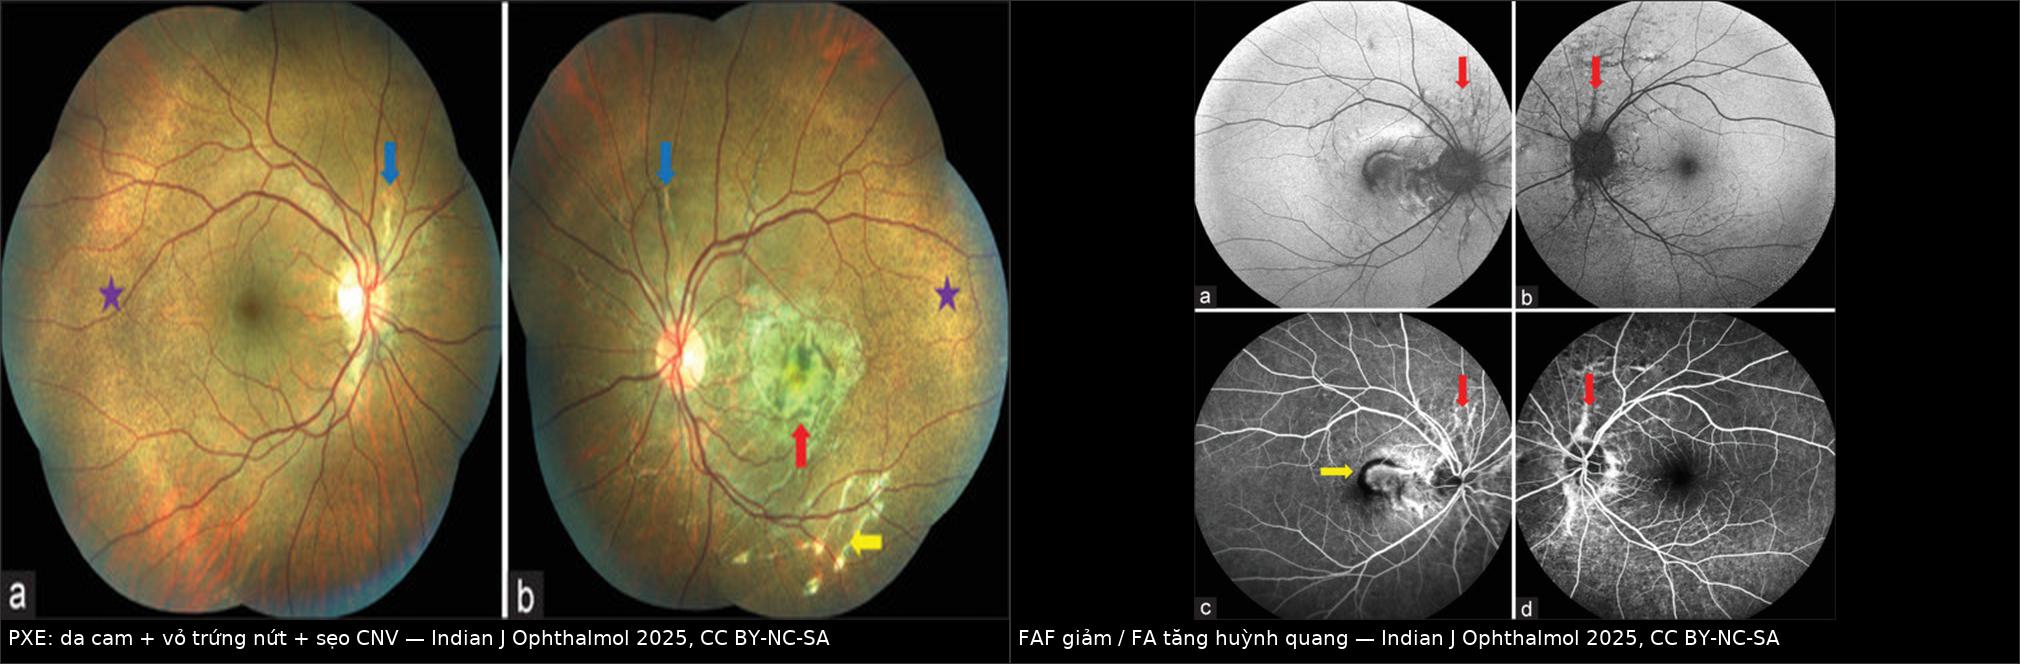 a
b
PXE: da cam + vỏ trứng nứt + sẹo CNV — Indian J Ophthalmol 2025, CC BY-NC-SA
a
b
c
d
FAF giảm / FA tăng huỳnh quang — Indian J Ophthalmol 2025, CC BY-NC-SA